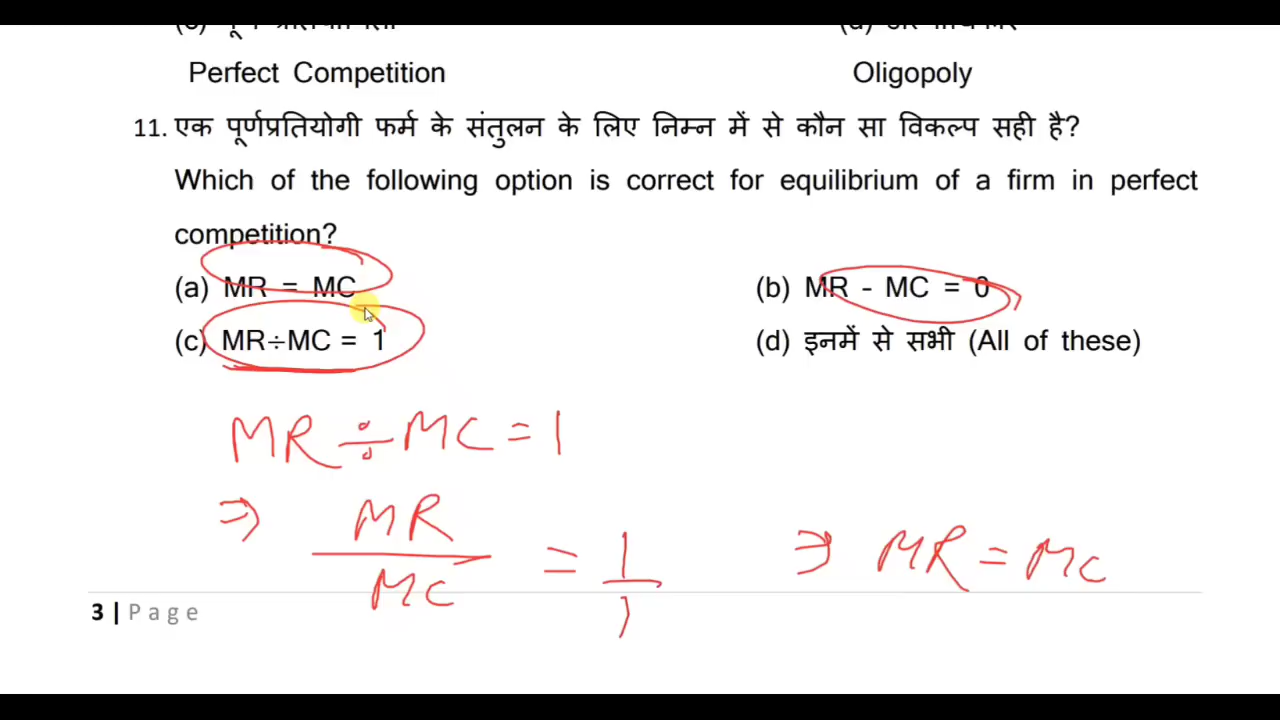 Perfect Competition Oligopoly
11. एक पूर्णप्रतियोगी फर्म के संतुलन के लिए निम्न में से कौन सा विकल्प सही है?
Which of the following option is correct for equilibrium of a firm in perfect
competition?
(a) MR = MC (b) MR - MC = 0
(c) MR÷MC = 1 (d) इनमें से सभी (All of these)
MR ÷ MC = 1
⇒ MR/MC = 1/1 ⇒ MR = MC
3 | Page